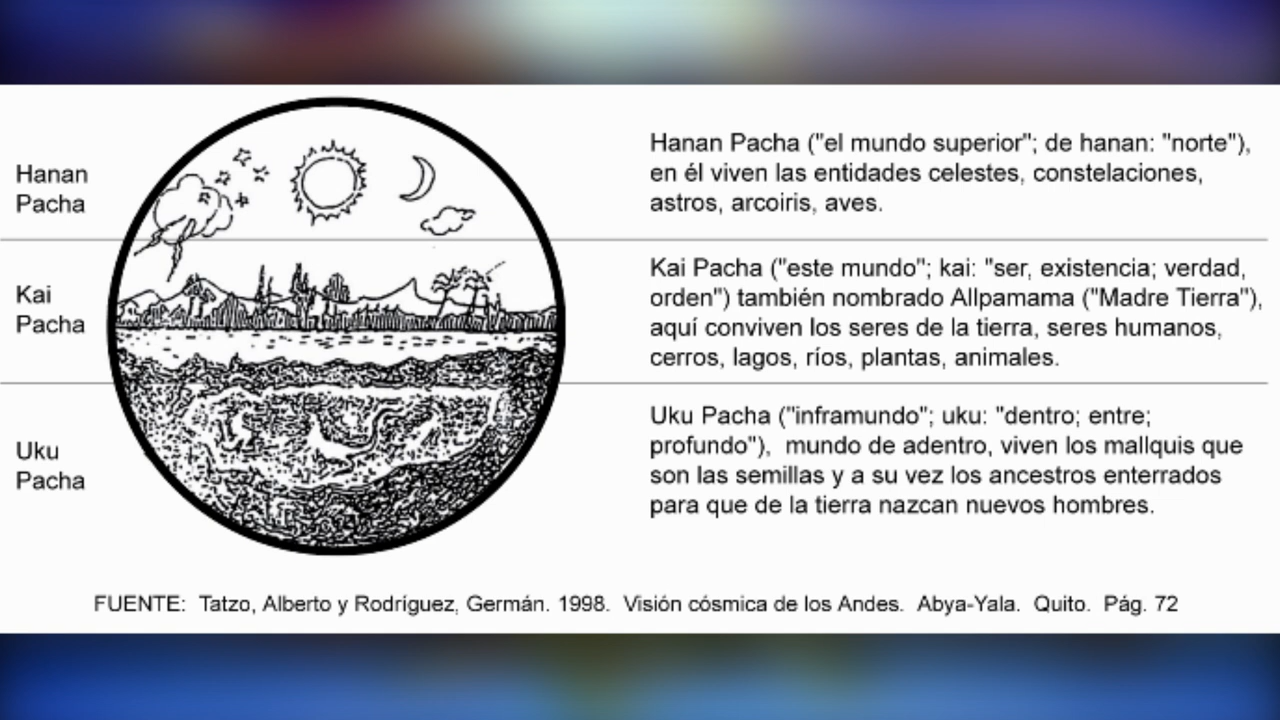 Hanan
Pacha
Hanan Pacha ("el mundo superior"; de hanan: "norte"),
en él viven las entidades celestes, constelaciones,
astros, arcoiris, aves.
Kai
Pacha
Kai Pacha ("este mundo"; kai: "ser, existencia; verdad,
orden") también nombrado Allpamama ("Madre Tierra"),
aquí conviven los seres de la tierra, seres humanos,
cerros, lagos, ríos, plantas, animales.
Uku
Pacha
Uku Pacha ("inframundo"; uku: "dentro; entre;
profundo"),  mundo de adentro, viven los mallquis que
son las semillas y a su vez los ancestros enterrados
para que de la tierra nazcan nuevos hombres.
FUENTE:  Tatzo, Alberto y Rodríguez, Germán. 1998.  Visión cósmica de los Andes.  Abya-Yala.  Quito.  Pág. 72